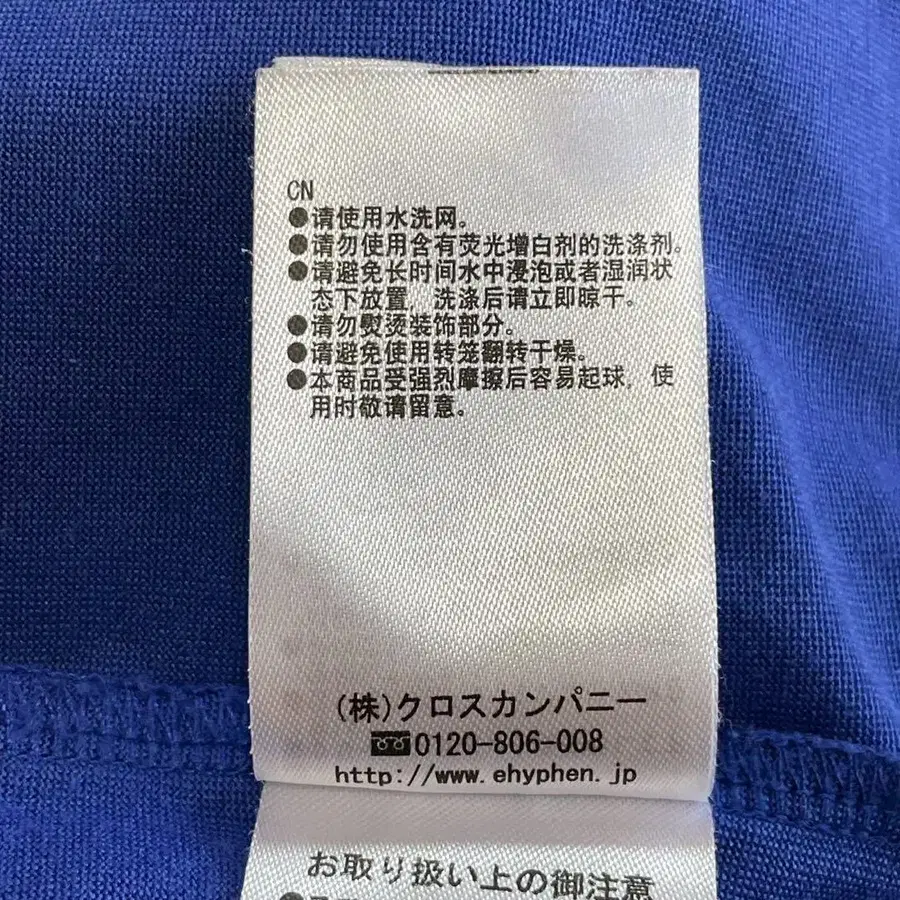 CN
●请使用水洗网。
●请勿使用含有荧光增白剂的洗涤剂。
●请避免长时间水中浸泡或者湿润状
态下放置，洗涤后请立即晾干。
●请勿熨烫装饰部分。
●请避免使用转笼翻转干燥。
●本商品受强烈摩擦后容易起球，使
用时敬请留意。
(株)クロスカンパニー
0120-806-008
http://www.ehyphen.jp
お取り扱い上の御注意